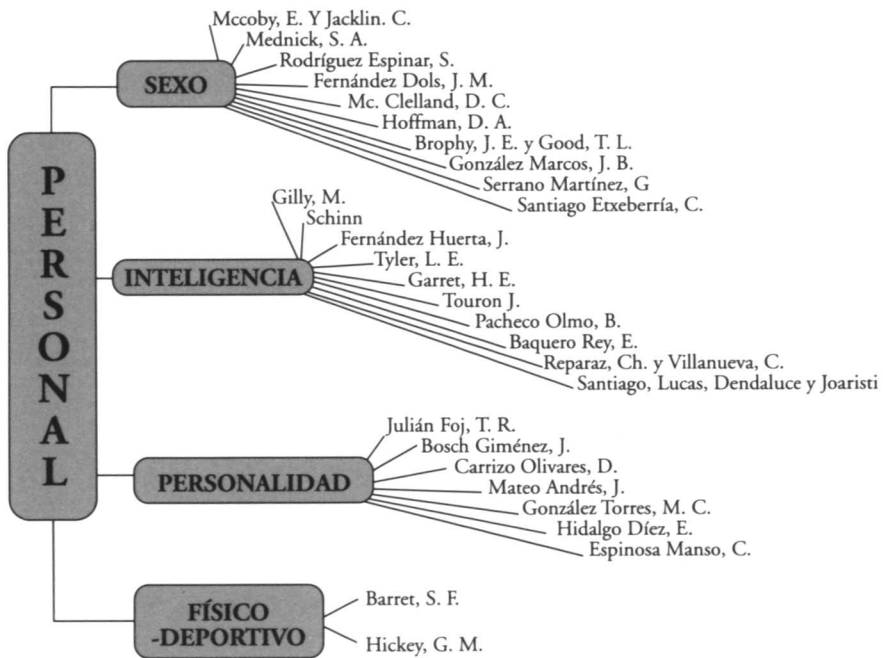 PERSONAL
SEXO
Mccoby, E. Y Jacklin. C.
Mednick, S. A.
Rodríguez Espinar, S.
Fernández Dols, J. M.
Mc. Clelland, D. C.
Hoffman, D. A.
Brophy, J. E. y Good, T. L.
González Marcos, J. B.
Serrano Martínez, G
Santiago Etxeberría, C.
INTELIGENCIA
Gilly, M.
Schinn
Fernández Huerta, J.
Tyler, L. E.
Garret, H. E.
Touron J.
Pacheco Olmo, B.
Baquero Rey, E.
Reparaz, Ch. y Villanueva, C.
Santiago, Lucas, Dendaluce y Joaristi
PERSONALIDAD
Julián Foj, T. R.
Bosch Giménez, J.
Carrizo Olivares, D.
Mateo Andrés, J.
González Torres, M. C.
Hidalgo Díez, E.
Espinosa Manso, C.
FÍSICO
-DEPORTIVO
Barret, S. F.
Hickey, G. M.